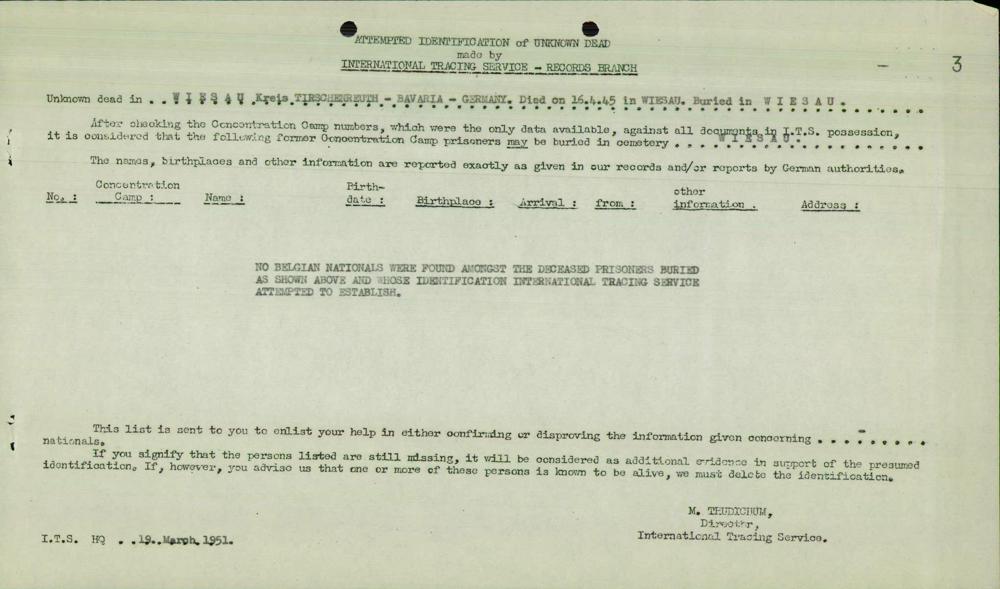 ATTEMPTED IDENTIFICATION of UNKNOWN DEAD
made by
INTERNATIONAL TRACING SERVICE - RECORDS BRANCH
- 3
Unknown dead in . . W I E S A U . Kreis TIRSCHENREUTH - BAVARIA - GERMANY. Died on 16.4.45 in WIESAU. Buried in W I E S A U .
After checking the Concentration Camp numbers, which were the only data available, against all documents in I.T.S. possession,
it is considered that the following former Concentration Camp prisoners may be buried in cemetery . . . . W I E S A U . . . . . . . . . . . .
The names, birthplaces and other information are reported exactly as given in our records and/or reports by German authorities.
No. : Concentration Camp : Name : Birth-date : Birthplace : Arrival : from : other information . Address :
NO BELGIAN NATIONALS WERE FOUND AMONGST THE DECEASED PRISONERS BURIED
AS SHOWN ABOVE AND WHOSE IDENTIFICATION INTERNATIONAL TRACING SERVICE
ATTEMPTED TO ESTABLISH.
This list is sent to you to enlist your help in either confirming or disproving the information given concerning . . . . . . . . .
nationals.
If you signify that the persons listed are still missing, it will be considered as additional evidence in support of the presumed
identification. If, however, you advise us that one or more of these persons is known to be alive, we must delete the identification.
M. THUDICHUM,
Director,
International Tracing Service.
I.T.S. HQ . . 19. March 1951.